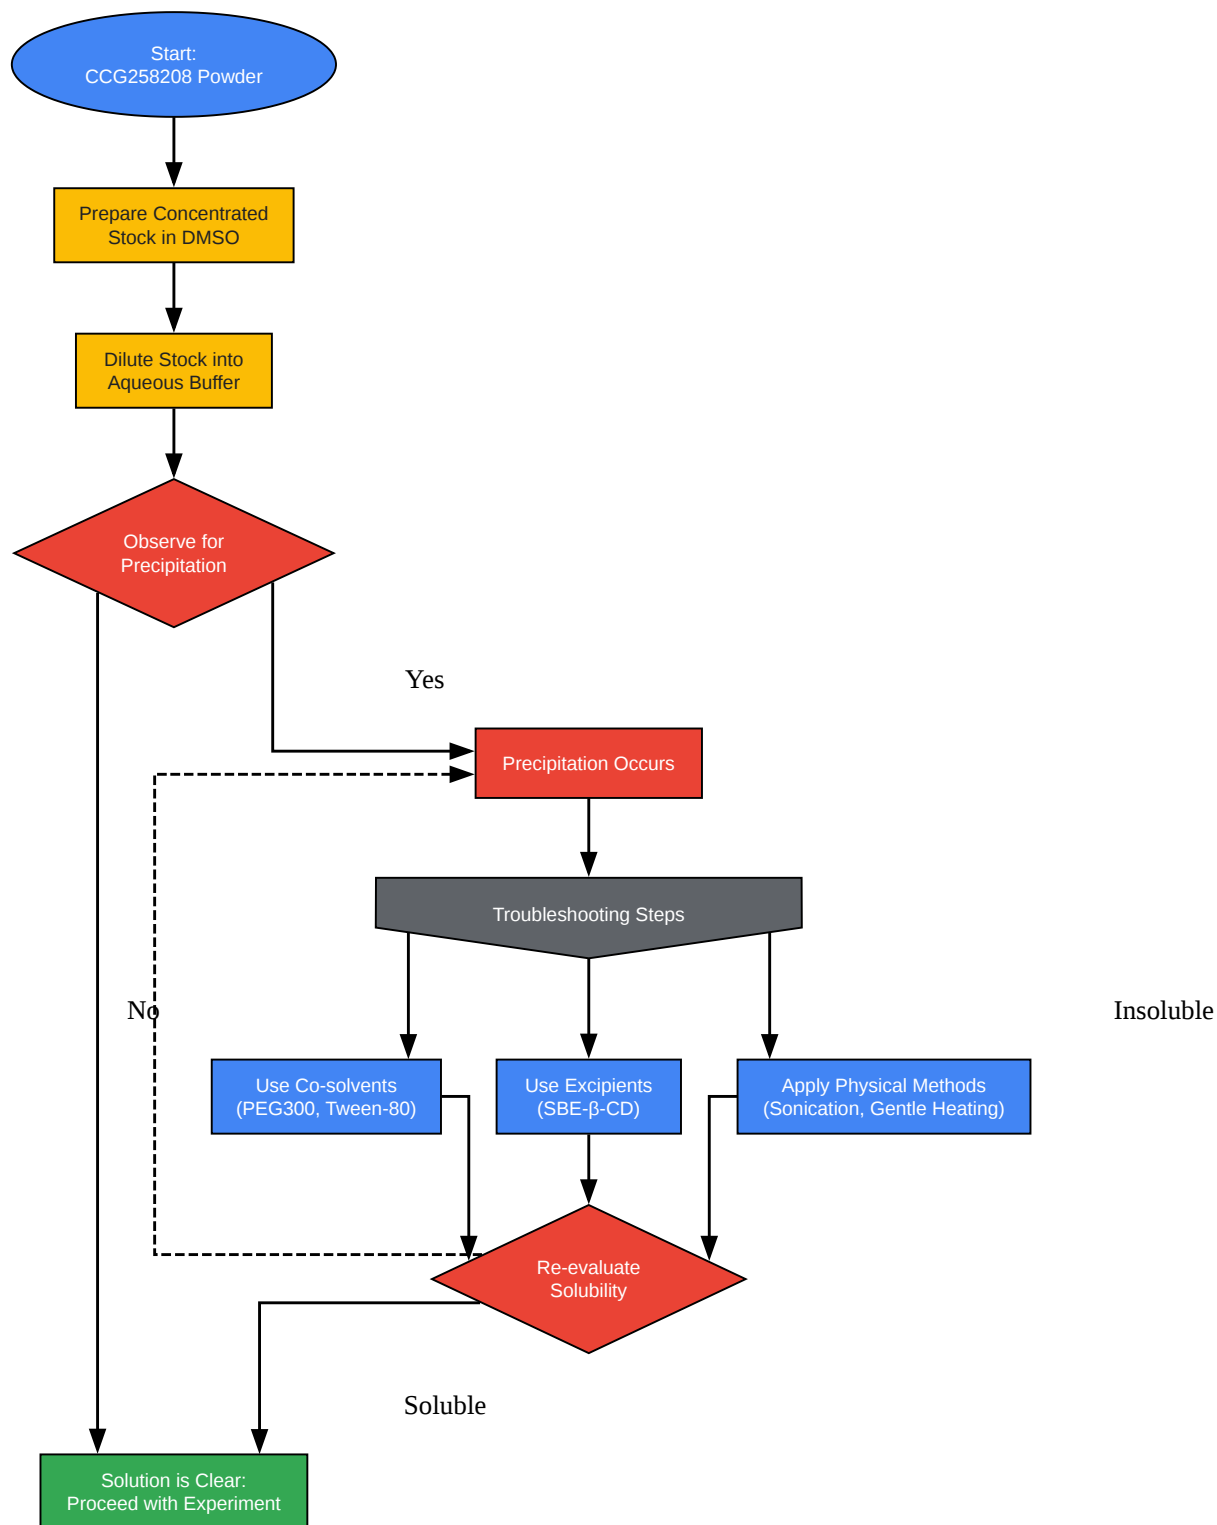 Start:
CCG258208 Powder
Prepare Concentrated
Stock in DMSO
Dilute Stock into
Aqueous Buffer
Observe for
Precipitation
Yes
Precipitation Occurs
Troubleshooting Steps
No
Insoluble
Use Co-solvents
(PEG300, Tween-80)
Use Excipients
(SBE-β-CD)
Apply Physical Methods
(Sonication, Gentle Heating)
Re-evaluate
Solubility
Soluble
Solution is Clear:
Proceed with Experiment